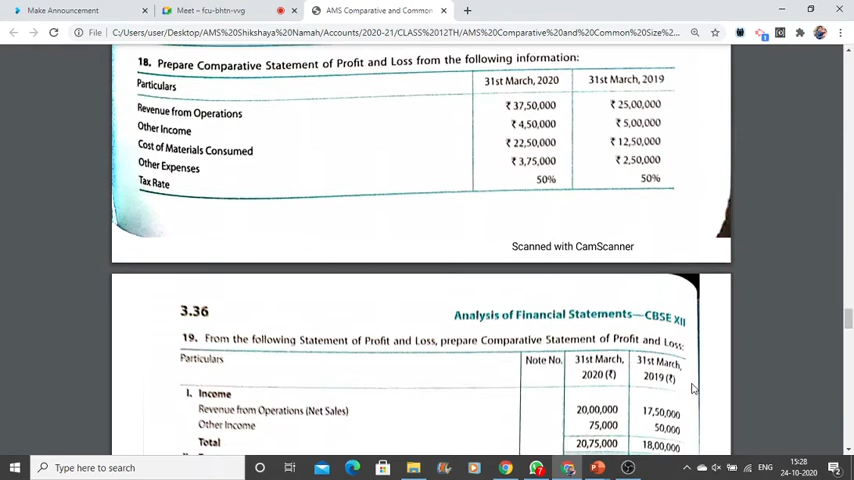 Make Announcement
Meet – fcu-bhtn-vvg
AMS Comparative and Common
File | C:/Users/user/Desktop/AMS%20Shikshaya%20Namah/Accounts/2020-21/CLASS%2012TH/AMS%20Comparative%20and%20Common%20Size%2...
18. Prepare Comparative Statement of Profit and Loss from the following information:
Particulars 31st March, 2020 31st March, 2019
Revenue from Operations ₹ 37,50,000 ₹ 25,00,000
Other Income ₹ 4,50,000 ₹ 5,00,000
Cost of Materials Consumed ₹ 22,50,000 ₹ 12,50,000
Other Expenses ₹ 3,75,000 ₹ 2,50,000
Tax Rate 50% 50%
Scanned with CamScanner
3.36 Analysis of Financial Statements—CBSE XII
19. From the following Statement of Profit and Loss, prepare Comparative Statement of Profit and Loss:
Particulars Note No. 31st March, 31st March,
2020 (₹) 2019 (₹)
I. Income
Revenue from Operations (Net Sales) 20,00,000 17,50,000
Other Income 75,000 50,000
Total 20,75,000 18,00,000
Type here to search
ENG
15:28
24-10-2020
2